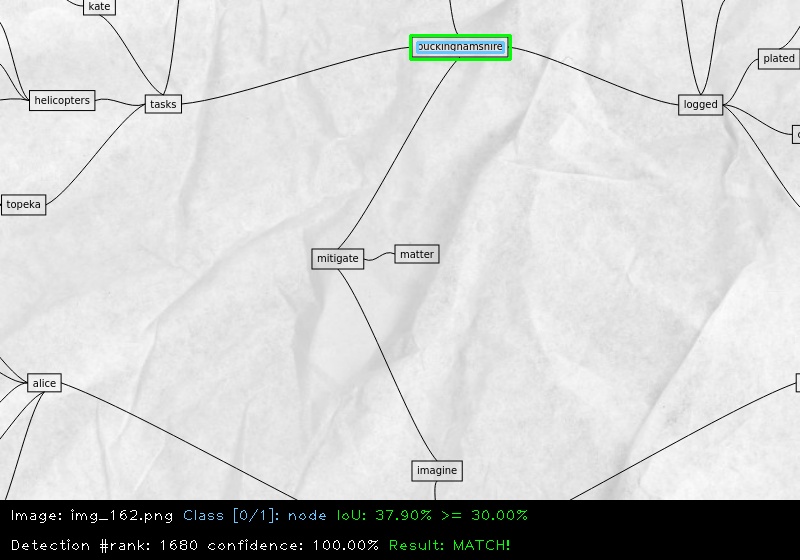 kate
buckinghamshire
plated
helicopters
tasks
logged
topeka
mitigate
matter
alice
imagine
Image: img_162.png Class [0/1]: node IoU: 37.90% >= 30.00%
Detection #rank: 1680 confidence: 100.00% Result: MATCH!